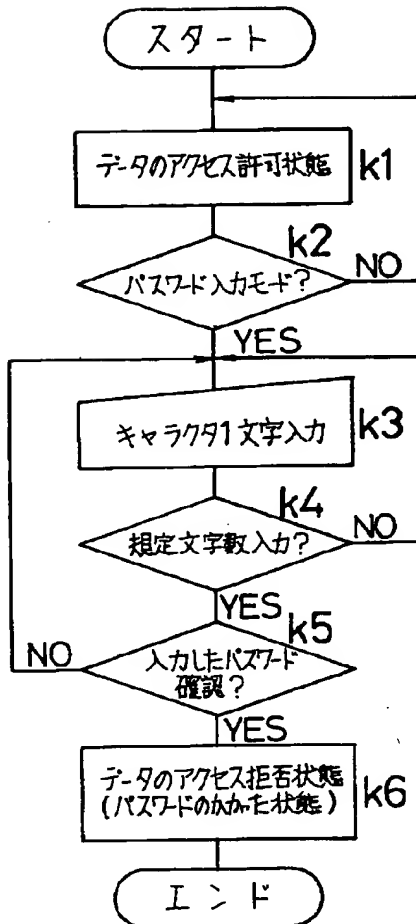 スタート
データのアクセス許可状態
k1
k2
パスワード入力モード?
NO
YES
キャラクタ1文字入力
k3
k4
規定文字数入力?
NO
YES
k5
入力したパスワード
確認?
NO
YES
データのアクセス拒否状態
(パスワードのかかった状態)
k6
エンド